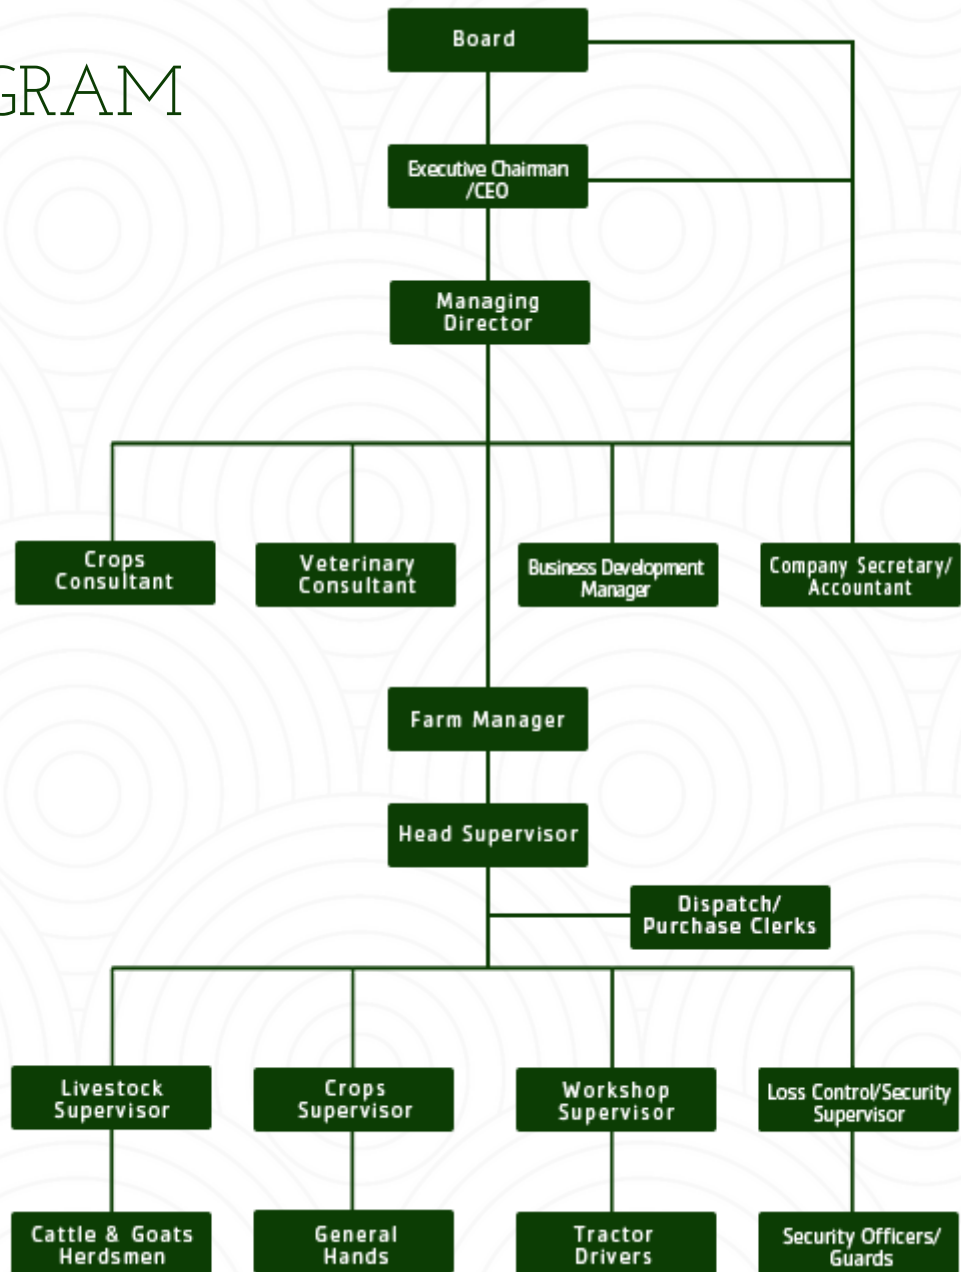 GRAM
Board
Executive Chairman
/CEO
Managing
Director
Crops
Consultant
Veterinary
Consultant
Business Development
Manager
Company Secretary/
Accountant
Farm Manager
Head Supervisor
Dispatch/
Purchase Clerks
Livestock
Supervisor
Crops
Supervisor
Workshop
Supervisor
Loss Control/Security
Supervisor
Cattle & Goats
Herdsmen
General
Hands
Tractor
Drivers
Security Officers/
Guards